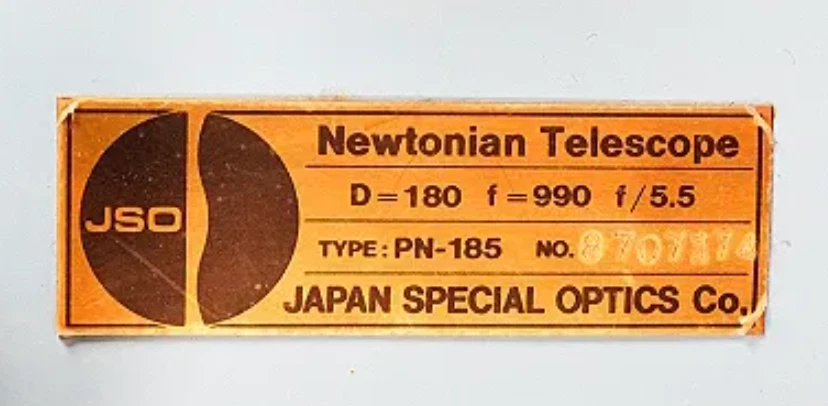 JSO
Newtonian Telescope
D=180 f=990 f/5.5
TYPE: PN-185 NO.
JAPAN SPECIAL OPTICS Co.